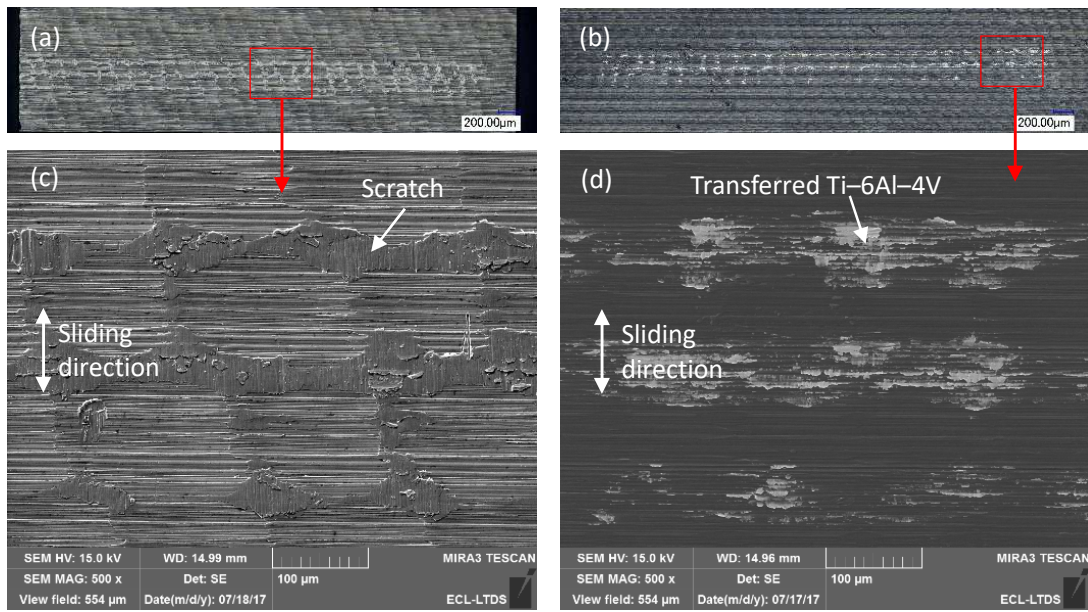 (a)
200.00µm
(b)
200.00µm
(c)
Scratch
Sliding
direction
SEM HV: 15.0 kV
WD: 14.99 mm
MIRA3 TESCAN
SEM MAG: 500 x
Det: SE
100 µm
View field: 554 µm
Date(m/d/y): 07/18/17
ECL-LTDS
(d)
Transferred Ti–6Al–4V
Sliding
direction
SEM HV: 15.0 kV
WD: 14.96 mm
MIRA3 TESCAN
SEM MAG: 500 x
Det: SE
100 µm
View field: 554 µm
Date(m/d/y): 07/17/17
ECL-LTDS